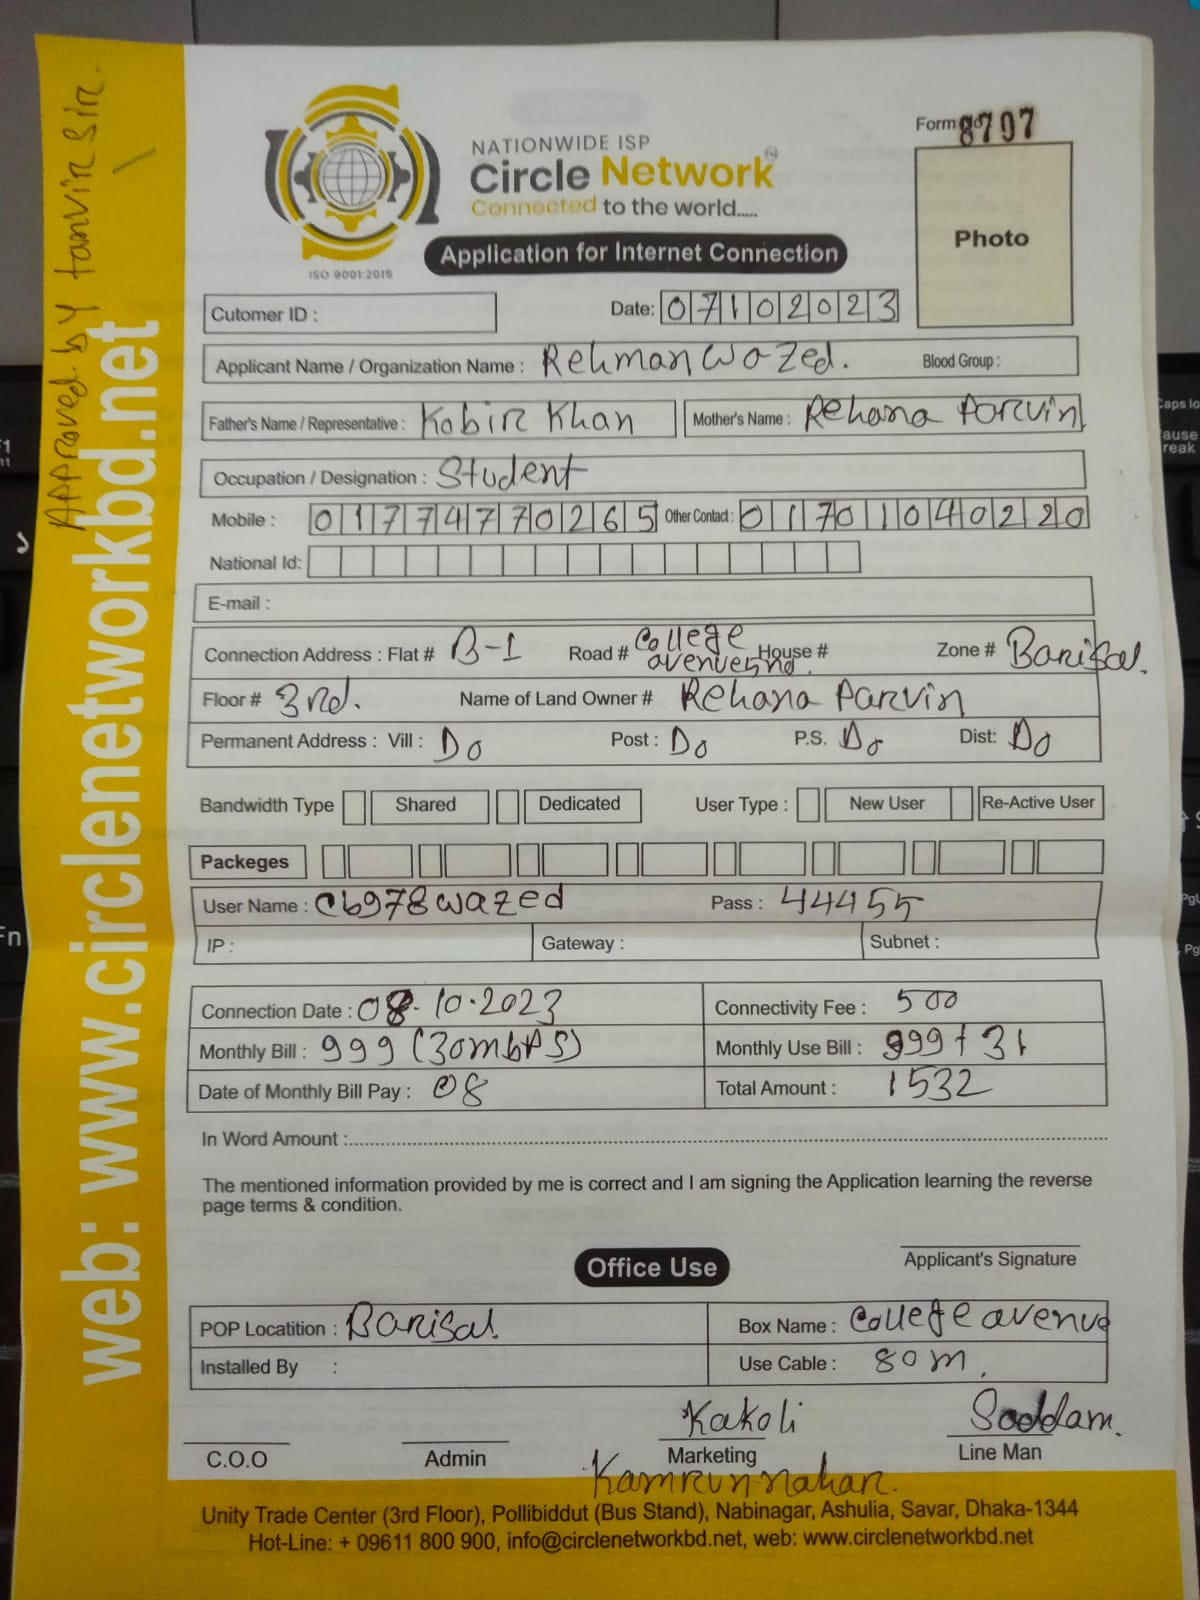 Approved by tanvir sir.
web: www.circlenetworkbd.net
NATIONWIDE ISP
Circle Network
Connected to the world.....
ISO 9001:2015
Form 8707
Photo
Application for Internet Connection
Cutomer ID :
Date: 07102023
Applicant Name / Organization Name : Rehman wazed. Blood Group :
Father's Name / Representative : Kabir Khan Mother's Name : Rehana Parvin
Occupation / Designation : Student
Mobile : 01774770265 Other Contact : 01701040220
National Id:
E-mail :
Connection Address : Flat # B-1 Road # College avenue House # Zone # Barisal.
Floor # 3rd. Name of Land Owner # Rehana Parvin
Permanent Address : Vill : Do Post : Do P.S. Do Dist: Do
Bandwidth Type Shared Dedicated User Type : New User Re-Active User
Packeges
User Name : cb978wazed Pass : 44455
IP : Gateway : Subnet :
Connection Date : 08-10-2023 Connectivity Fee : 500
Monthly Bill : 999 (30mbps) Monthly Use Bill : 999+31
Date of Monthly Bill Pay : 08 Total Amount : 1532
In Word Amount :
The mentioned information provided by me is correct and I am signing the Application learning the reverse
page terms & condition.
Applicant's Signature
Office Use
POP Locatition : Barisal Box Name : College avenue
Installed By : Use Cable : 80m.
Kakoli Saddam.
C.O.O Admin Marketing Line Man
Kamrunnahar.
Unity Trade Center (3rd Floor), Pollibiddut (Bus Stand), Nabinagar, Ashulia, Savar, Dhaka-1344
Hot-Line: + 09611 800 900, info@circlenetworkbd.net, web: www.circlenetworkbd.net